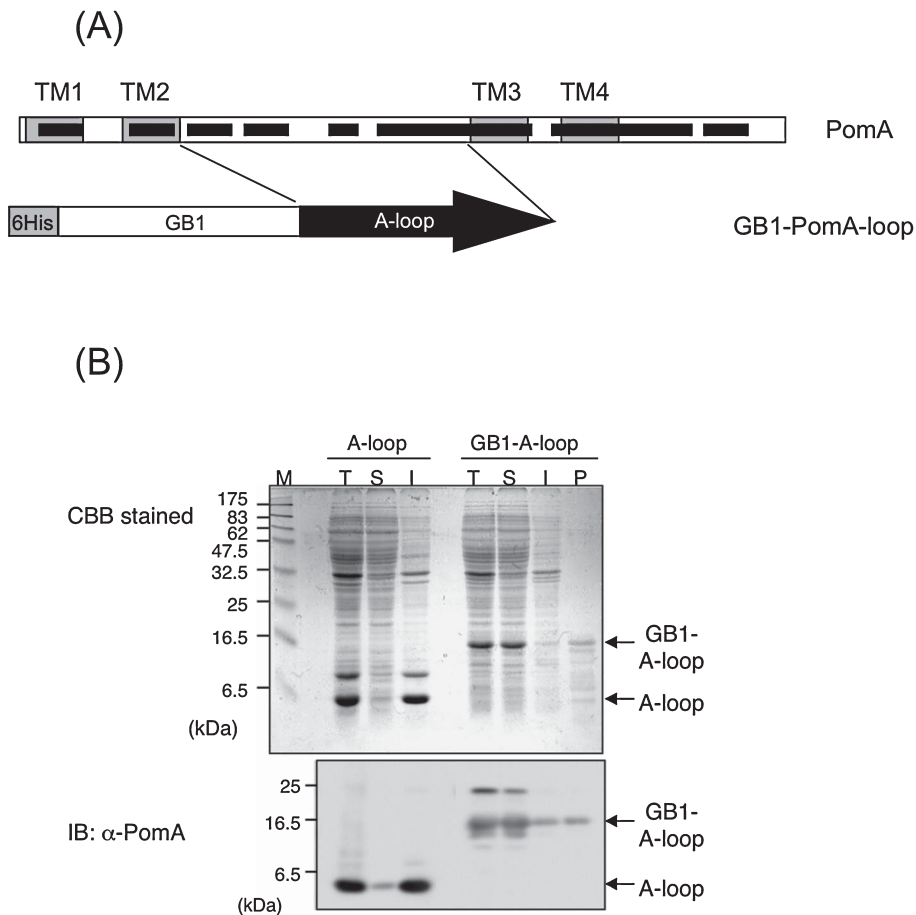 (A)
TM1 TM2 TM3 TM4
PomA
6His GB1 A-loop
GB1-PomA-loop
(B)
A-loop GB1-A-loop
M T S I T S I P
CBB stained
175
83
62
47.5
32.5
25
16.5
6.5
(kDa)
GB1-
A-loop
A-loop
IB: α-PomA
25
16.5
6.5
(kDa)
GB1-
A-loop
A-loop